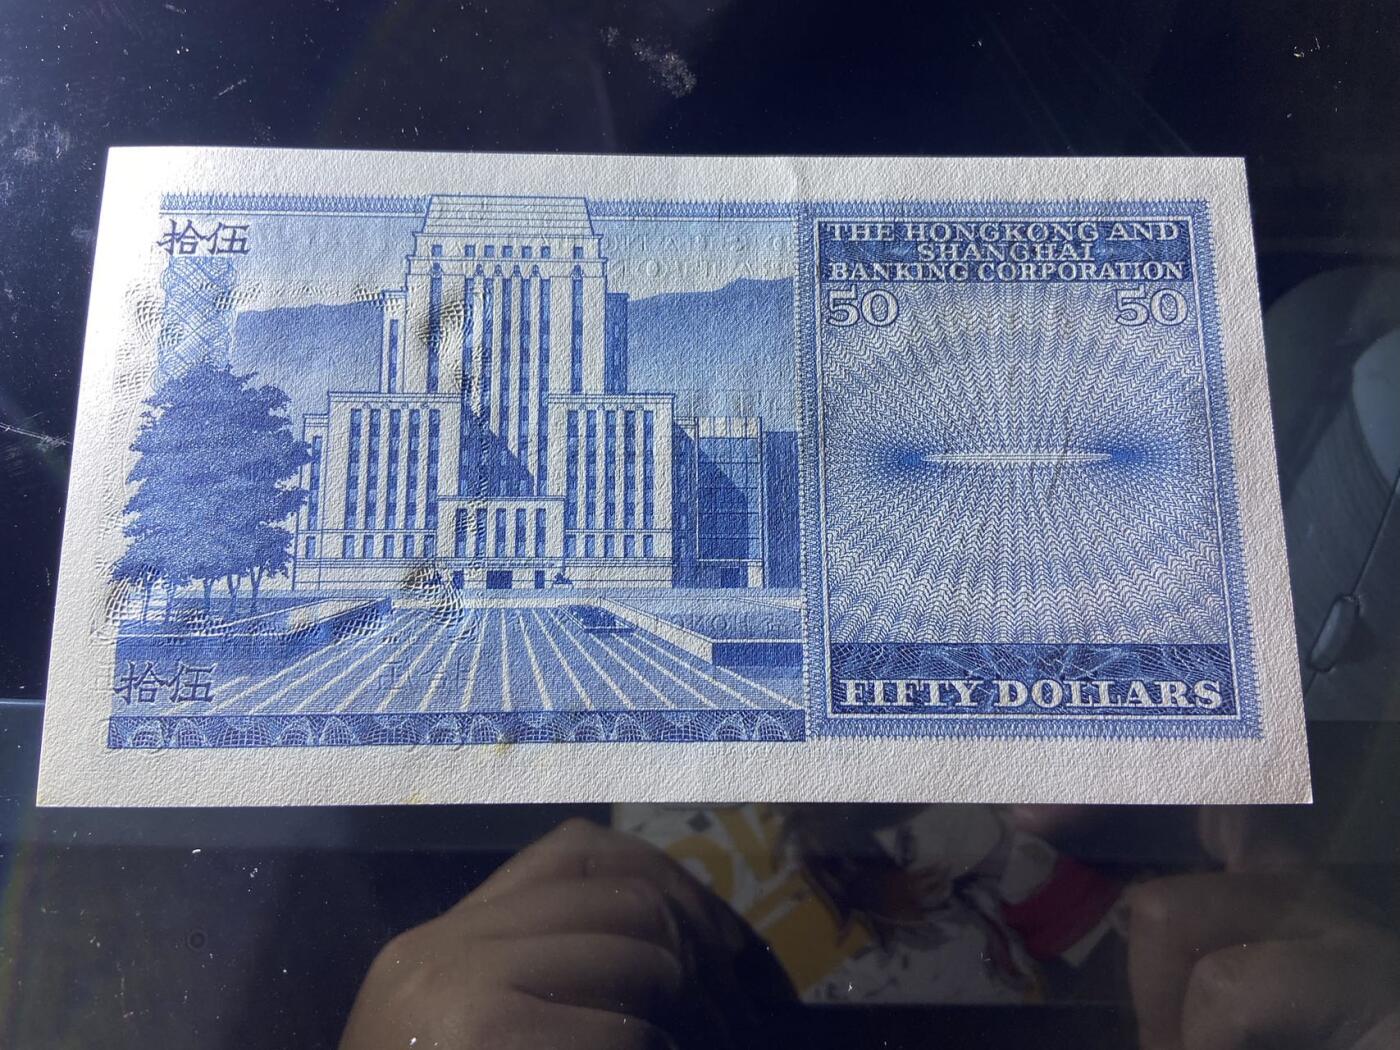 拾伍
THE HONGKONG AND
SHANGHAI
BANKING CORPORATION
50 50
拾伍
FIFTY DOLLARS